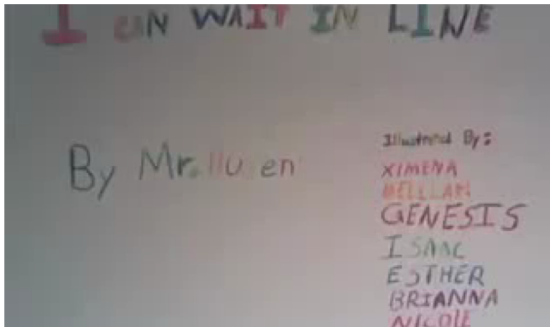 I CAN WAIT IN LINE
By Mr.
Illustrated By:
XIMENA
GENESIS
ISAAC
ESTHER
BRIANNA
NICOLE